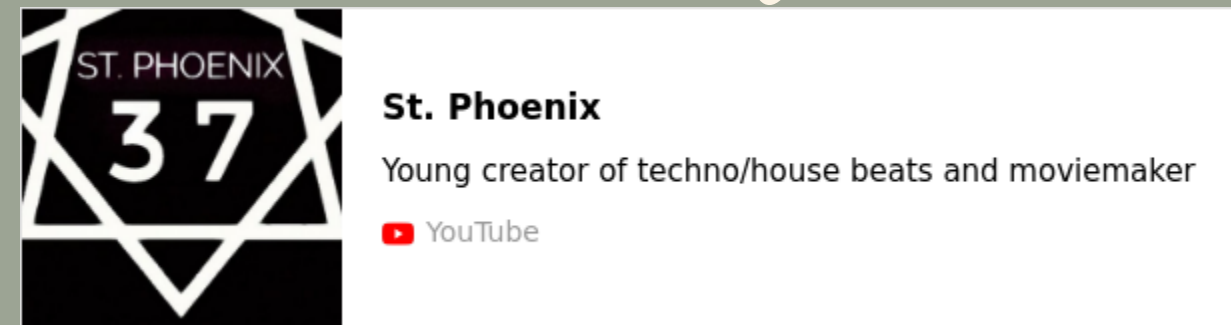 ST. PHOENIX
37
St. Phoenix
Young creator of techno/house beats and moviemaker
YouTube